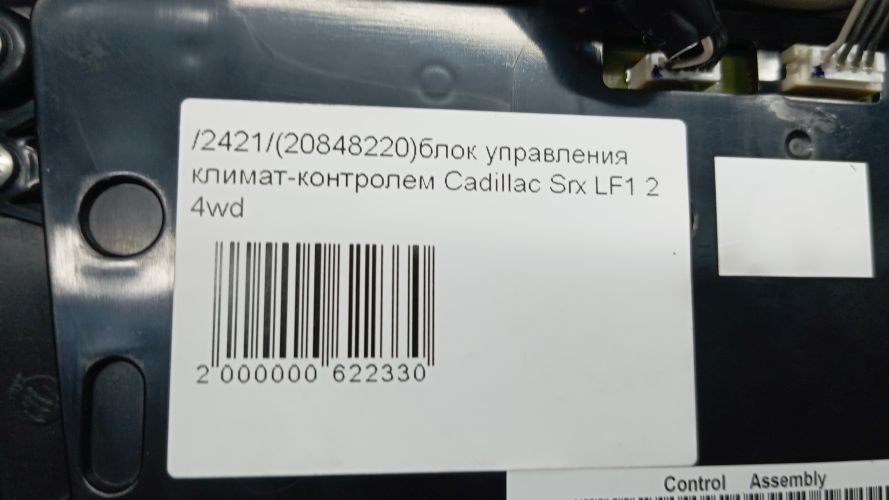 /2421/(20848220)блок управления
климат-контролем Cadillac Srx LF1 2
4wd
2 000000 622330
Control Assembly